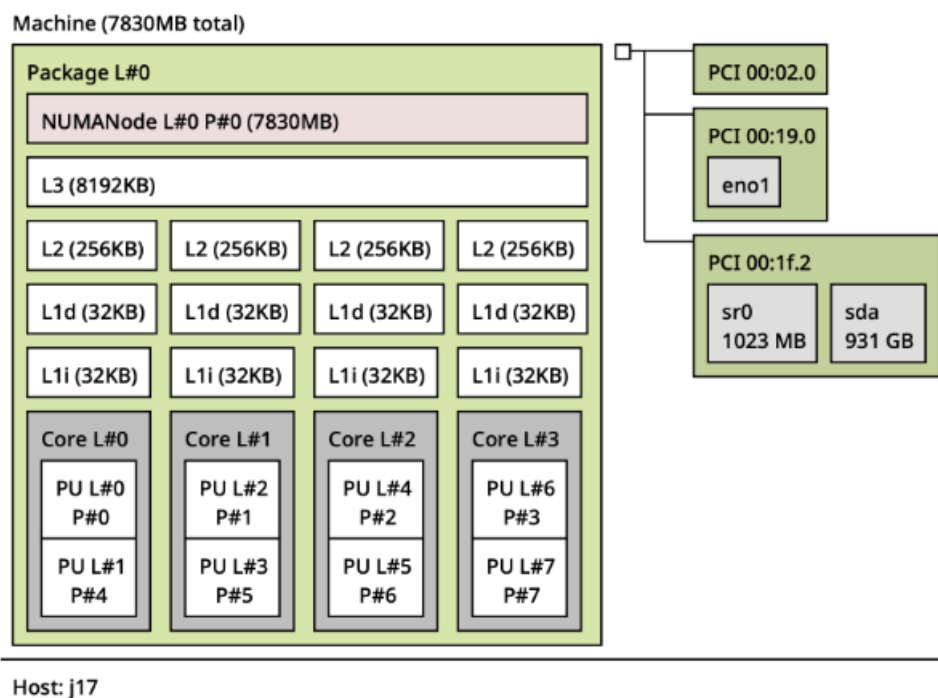 Machine (7830MB total)
Package L#0
NUMANode L#0 P#0 (7830MB)
L3 (8192KB)
L2 (256KB) L2 (256KB) L2 (256KB) L2 (256KB)
L1d (32KB) L1d (32KB) L1d (32KB) L1d (32KB)
L1i (32KB) L1i (32KB) L1i (32KB) L1i (32KB)
Core L#0 Core L#1 Core L#2 Core L#3
PU L#0 PU L#2 PU L#4 PU L#6
P#0 P#1 P#2 P#3
PU L#1 PU L#3 PU L#5 PU L#7
P#4 P#5 P#6 P#7
PCI 00:02.0
PCI 00:19.0
eno1
PCI 00:1f.2
sr0 sda
1023 MB 931 GB
Host: j17